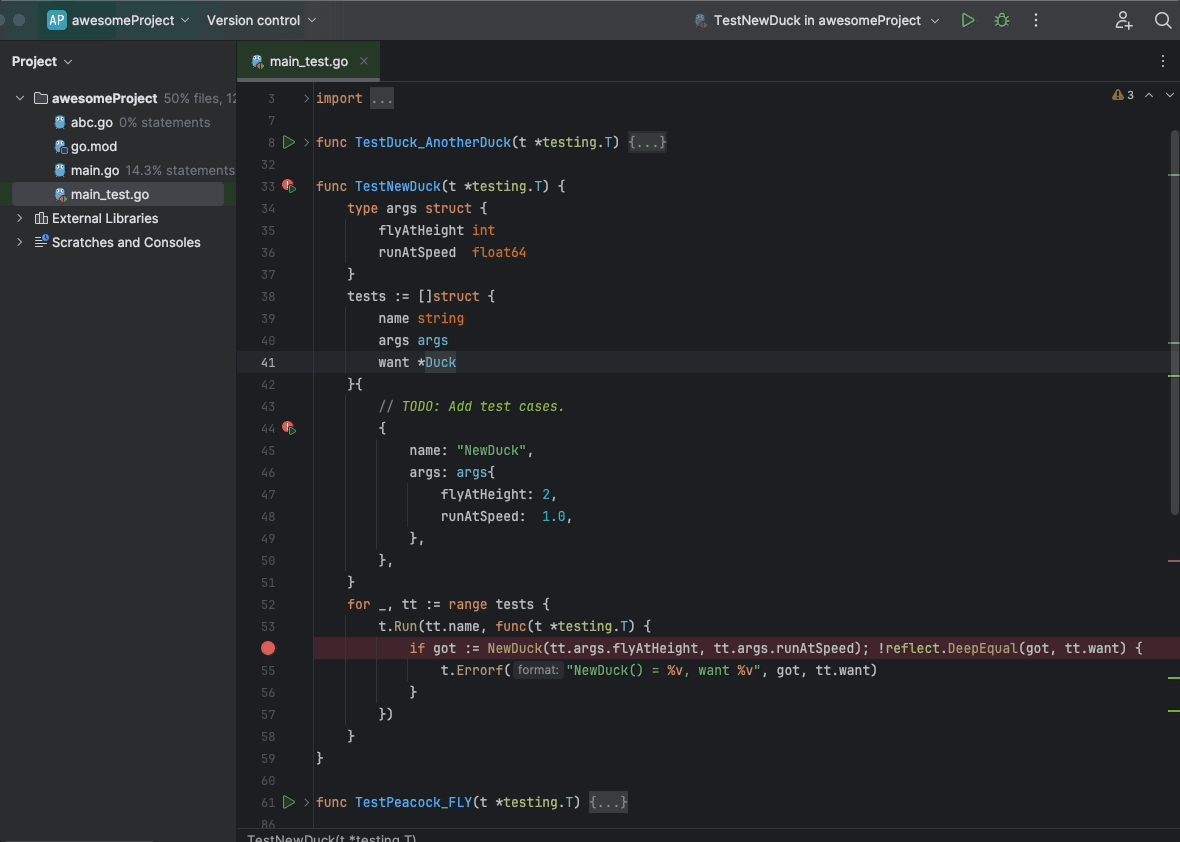 AP awesomeProject Version control TestNewDuck in awesomeProject
Project main_test.go
awesomeProject 50% files, 12
abc.go 0% statements
go.mod
main.go 14.3% statements
main_test.go
External Libraries
Scratches and Consoles
3
3 import ...
7
8 func TestDuck_AnotherDuck(t *testing.T) {...}
32
33 func TestNewDuck(t *testing.T) {
34 type args struct {
35 flyAtHeight int
36 runAtSpeed float64
37 }
38 tests := []struct {
39 name string
40 args args
41 want *Duck
42 }{
43 // TODO: Add test cases.
44 {
45 name: "NewDuck",
46 args: args{
47 flyAtHeight: 2,
48 runAtSpeed: 1.0,
49 },
50 },
51 }
52 for _, tt := range tests {
53 t.Run(tt.name, func(t *testing.T) {
if got := NewDuck(tt.args.flyAtHeight, tt.args.runAtSpeed); !reflect.DeepEqual(got, tt.want) {
55 t.Errorf( format: "NewDuck() = %v, want %v", got, tt.want)
56 }
57 })
58 }
59 }
60
61 func TestPeacock_FLY(t *testing.T) {...}
86
TestNewDuck(t *testing.T)